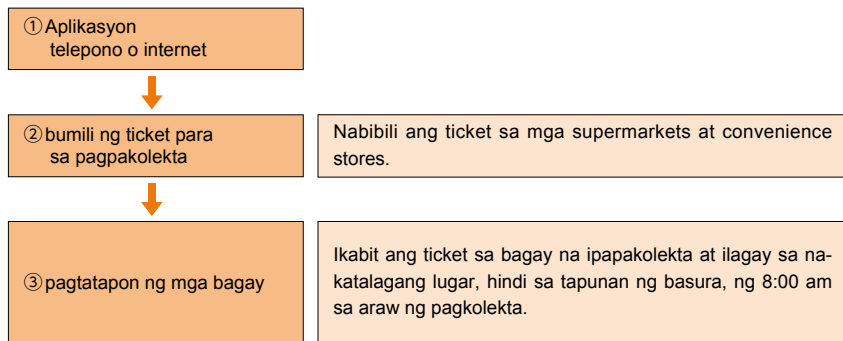 ①Aplikasyon
telepono o internet
②bumili ng ticket para
sa pagpakolekta
Nabibili ang ticket sa mga supermarkets at convenience
stores.
③pagtatapon ng mga bagay
Ikabit ang ticket sa bagay na ipapakolekta at ilagay sa na-
katalagang lugar, hindi sa tapunan ng basura, ng 8:00 am
sa araw ng pagkolekta.